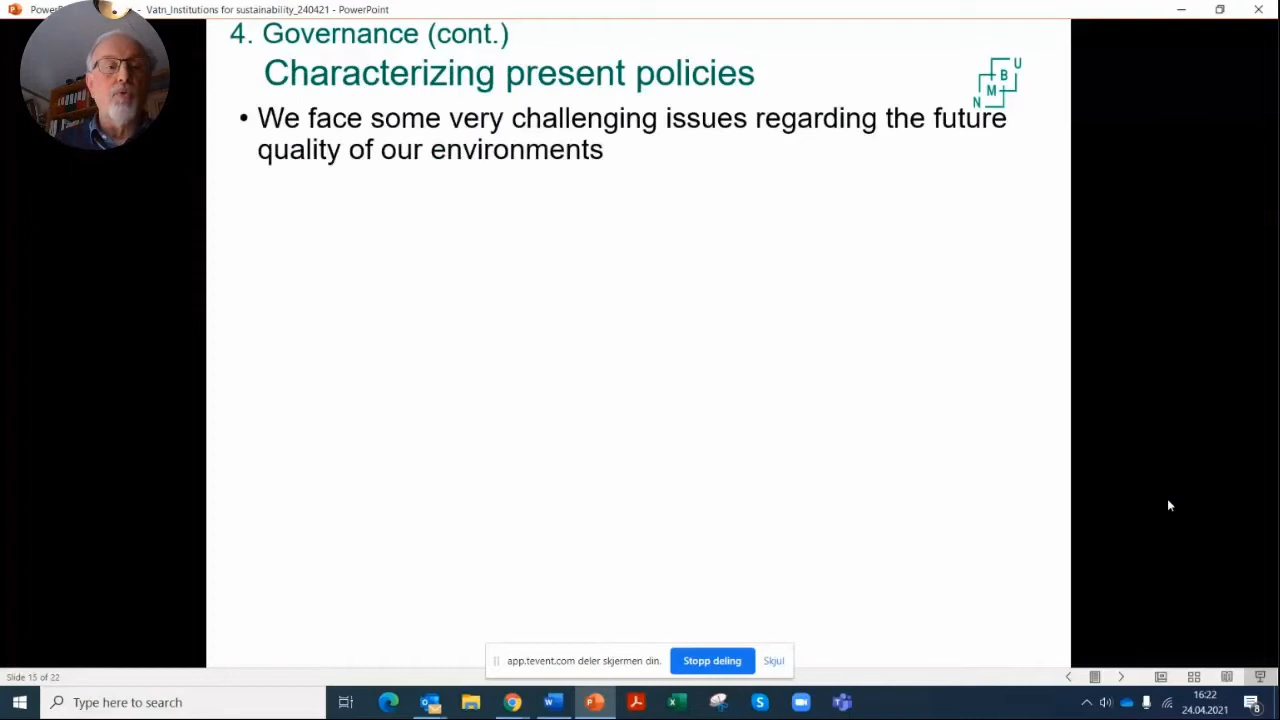 Vatn_Institutions for sustainability_240421 - PowerPoint
4. Governance (cont.)
Characterizing present policies
N M B U
• We face some very challenging issues regarding the future
quality of our environments
app.tevent.com deler skjermen din.
Stopp deling
Skjul
Slide 15 of 22
Type here to search
16:22
24.04.2021
8